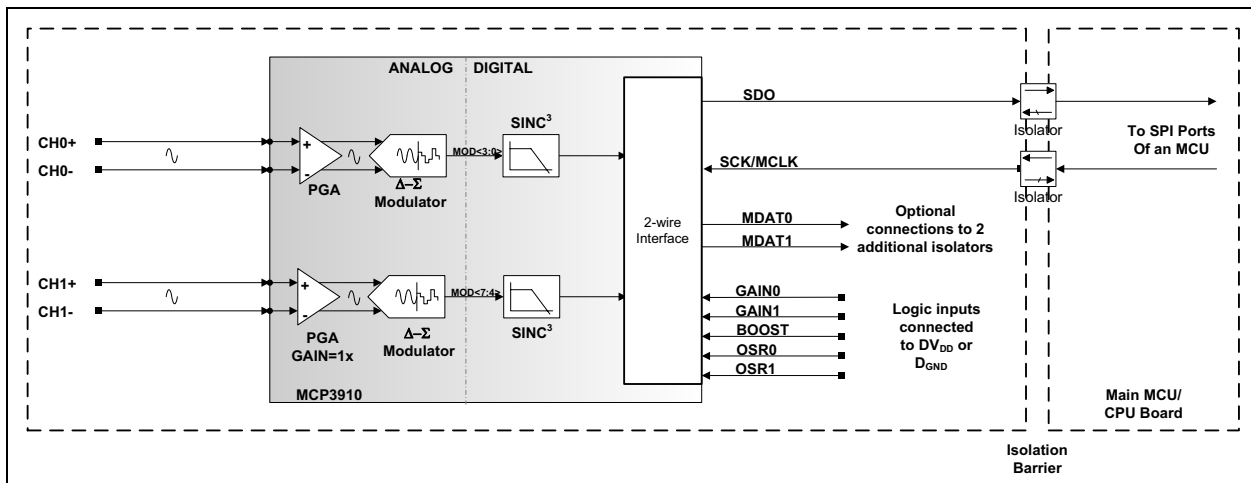 ANALOG
DIGITAL
CH0+
CH0-
PGA
Δ–Σ
Modulator
MOD<3:0>
SINC³
CH1+
CH1-
PGA
GAIN=1x
Δ–Σ
Modulator
MOD<7:4>
SINC³
MCP3910
2-wire
Interface
SDO
SCK/MCLK
MDAT0
MDAT1
GAIN0
GAIN1
BOOST
OSR0
OSR1
Optional
connections to 2
additional isolators
Logic inputs
connected
to DVDD or
DGND
Isolator
Isolator
To SPI Ports
Of an MCU
Main MCU/
CPU Board
Isolation
Barrier